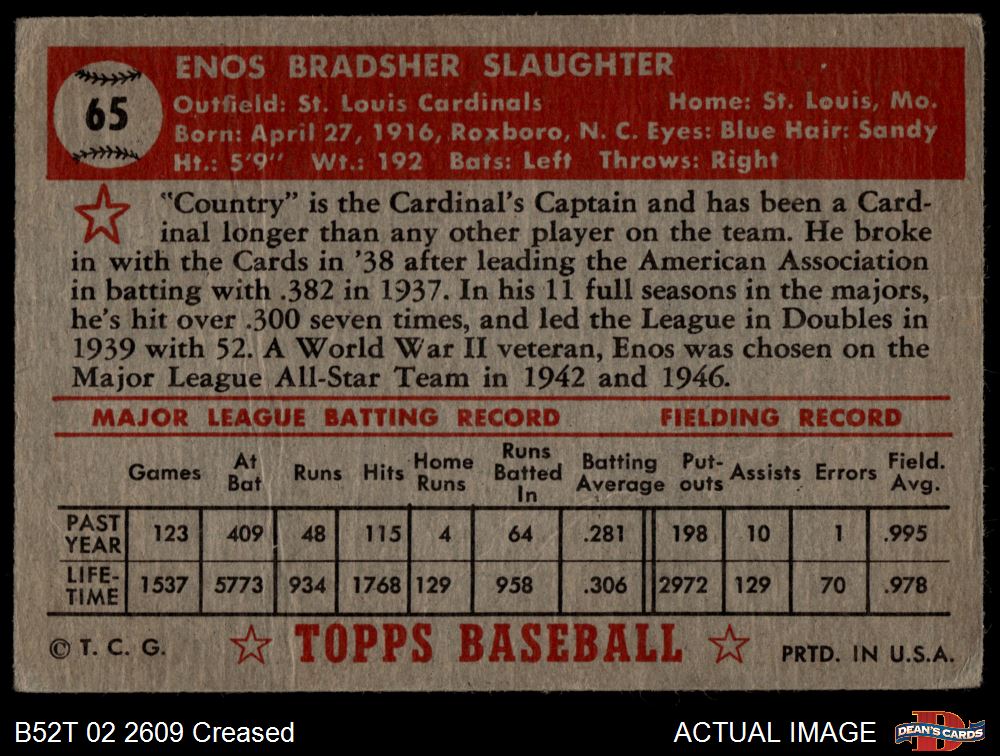 ENOS BRADSHER SLAUGHTER
65
Outfield: St. Louis Cardinals Home: St. Louis, Mo.
Born: April 27, 1916, Roxboro, N. C. Eyes: Blue Hair: Sandy
Ht.: 5'9" Wt.: 192 Bats: Left Throws: Right
"Country" is the Cardinal's Captain and has been a Card-
inal longer than any other player on the team. He broke
in with the Cards in '38 after leading the American Association
in batting with .382 in 1937. In his 11 full seasons in the majors,
he's hit over .300 seven times, and led the League in Doubles in
1939 with 52. A World War II veteran, Enos was chosen on the
Major League All-Star Team in 1942 and 1946.
MAJOR LEAGUE BATTING RECORD FIELDING RECORD
Games At Bat Runs Hits Home Runs Runs Batted In Batting Average Put-outs Assists Errors Field. Avg.
PAST YEAR 123 409 48 115 4 64 .281 198 10 1 .995
LIFE-TIME 1537 5773 934 1768 129 958 .306 2972 129 70 .978
© T. C. G. TOPPS BASEBALL PRTD. IN U.S.A.
B52T 02 2609 Creased ACTUAL IMAGE D DEAN'S CARDS